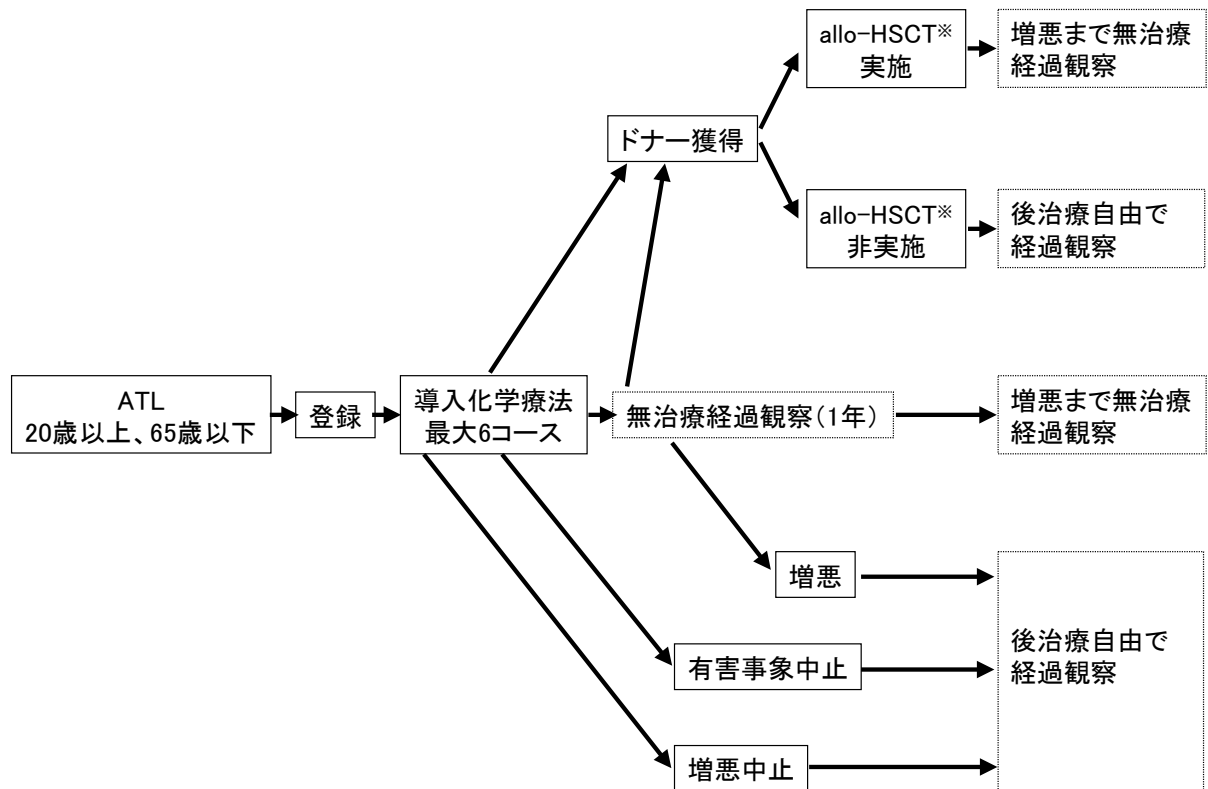 allo-HSCT※
実施
増悪まで無治療
経過観察
ドナー獲得
allo-HSCT※
非実施
後治療自由で
経過観察
ATL
20歳以上、65歳以下
登録
導入化学療法
最大6コース
無治療経過観察(1年)
増悪まで無治療
経過観察
増悪
有害事象中止
後治療自由で
経過観察
増悪中止